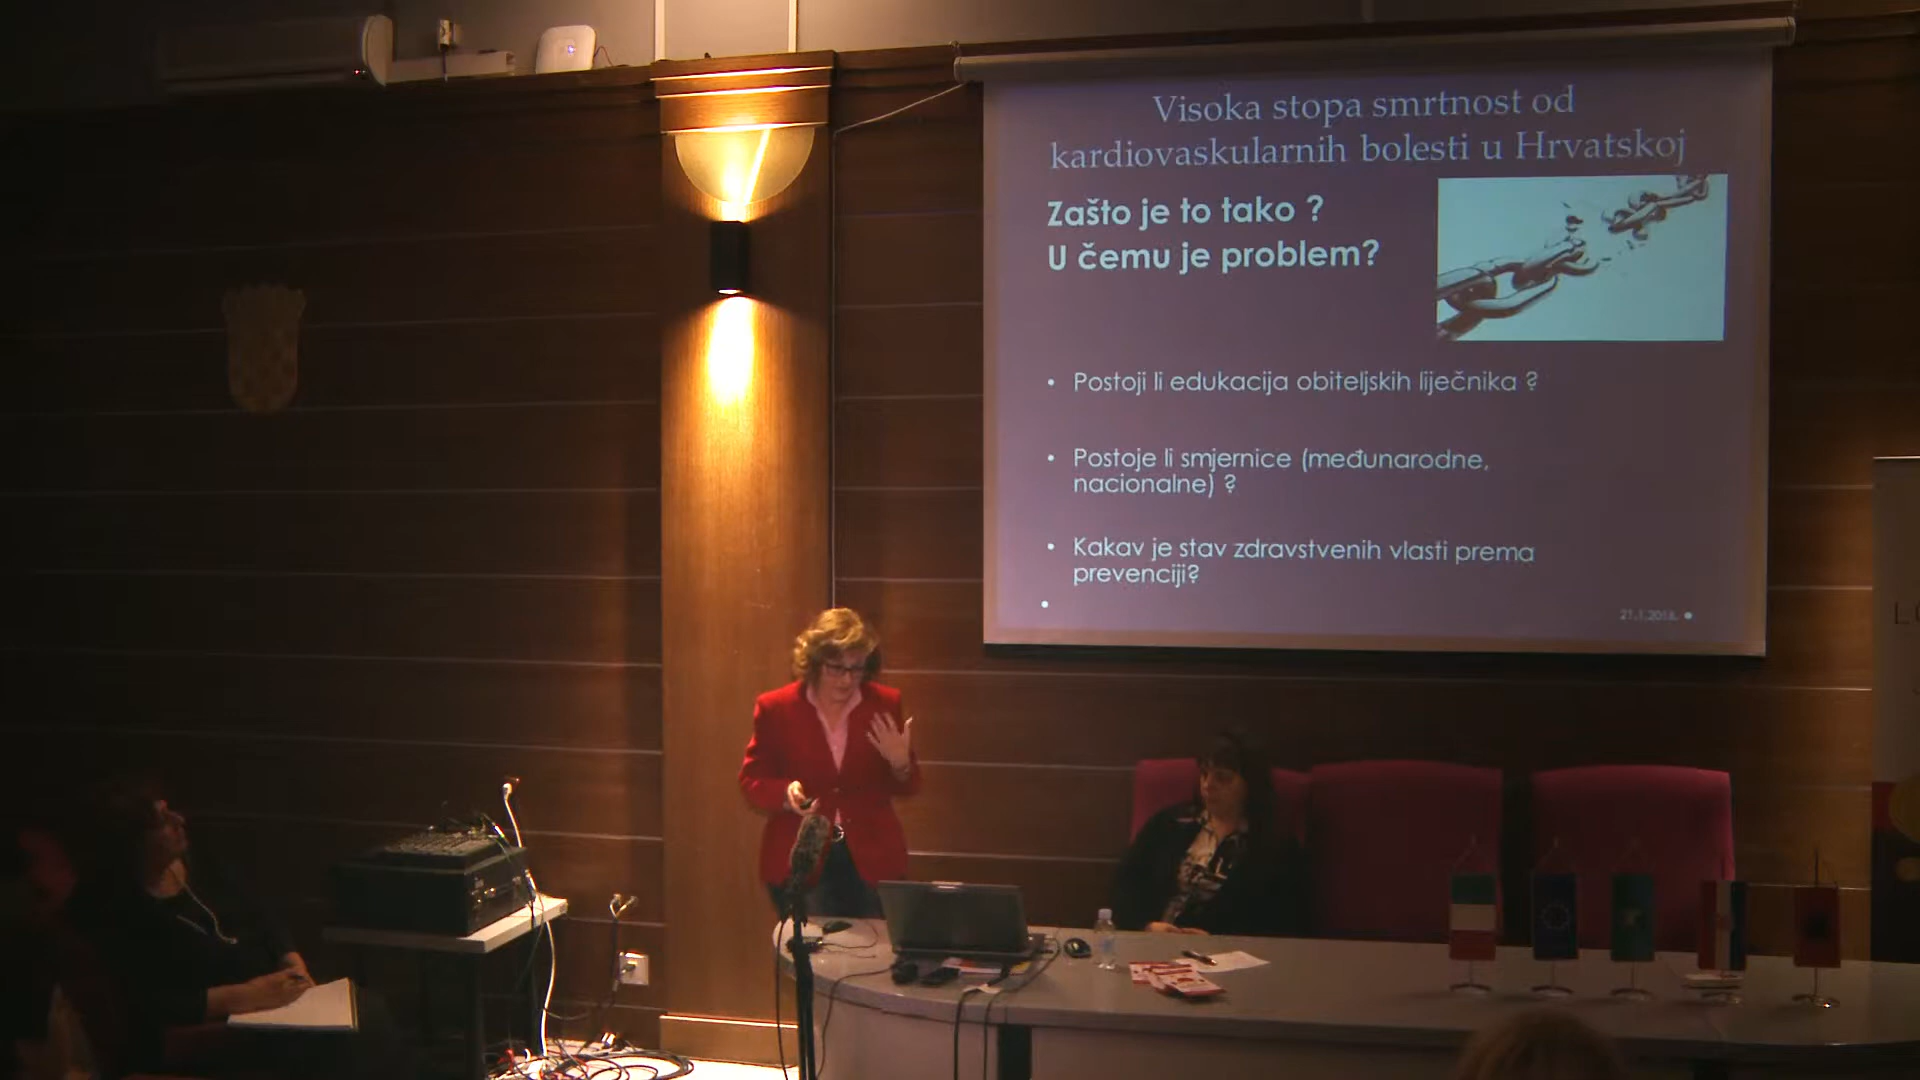 Visoka stopa smrtnost od
kardiovaskularnih bolesti u Hrvatskoj
Zašto je to tako ?
U čemu je problem?
• Postoji li edukacija obiteljskih liječnika ?
• Postoje li smjernice (međunarodne,
nacionalne) ?
• Kakav je stav zdravstvenih vlasti prema
prevenciji?